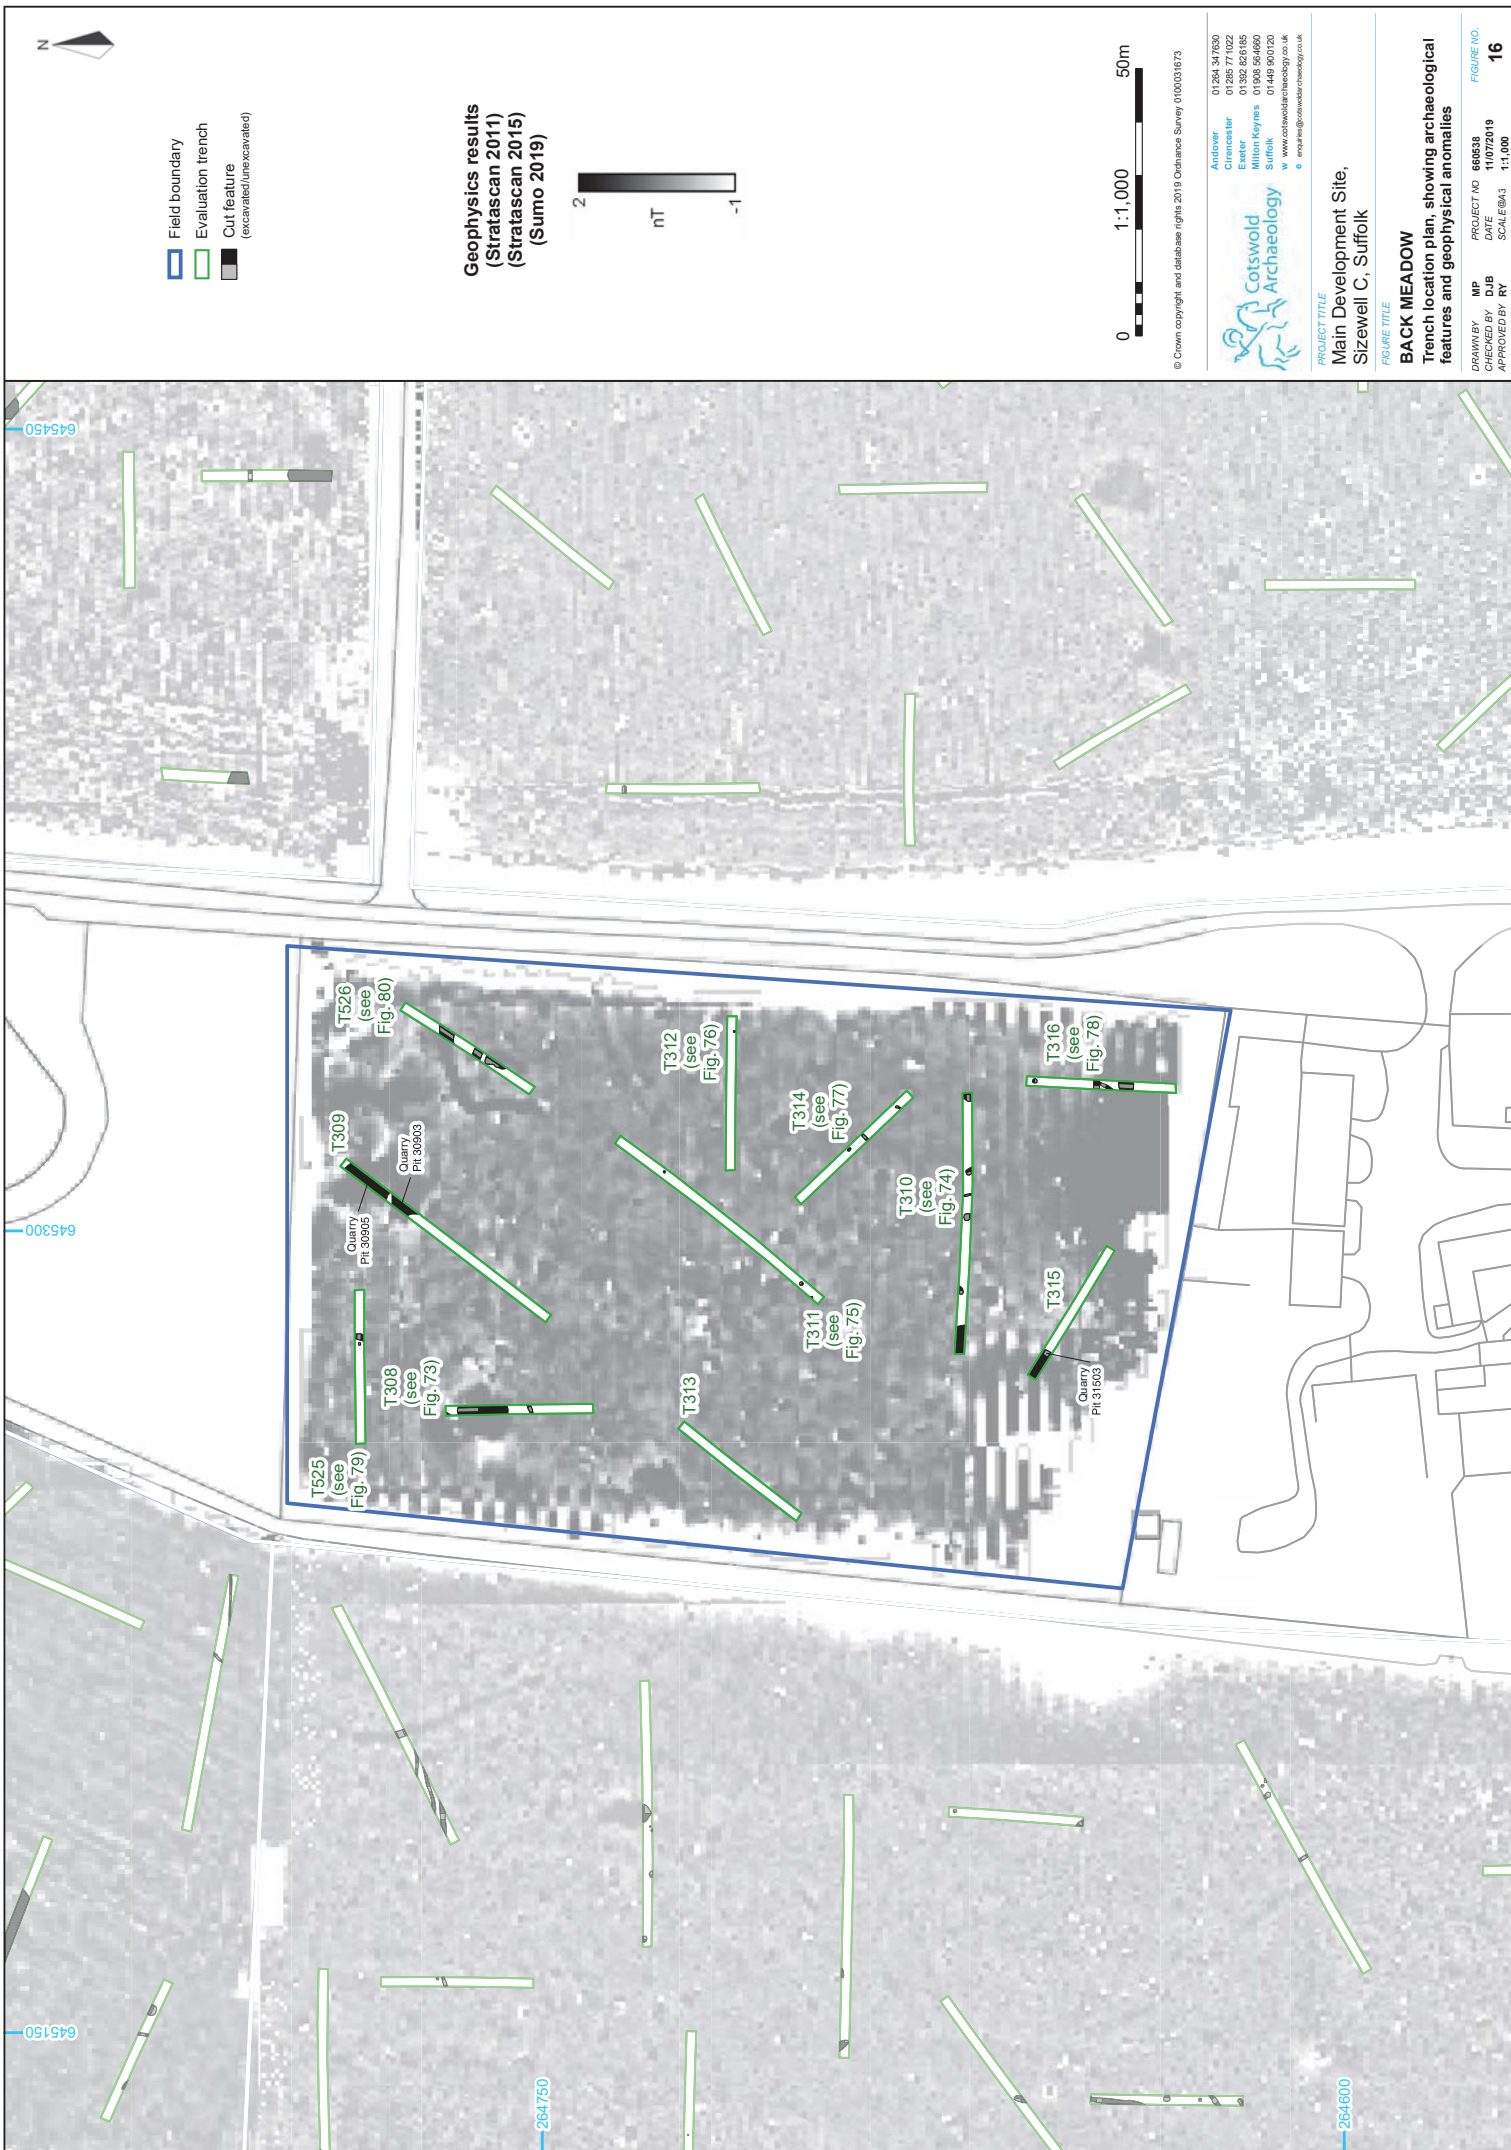 N
Field boundary
Evaluation trench
Cut feature
(excavated/unexcavated)
Geophysics results
(Stratascan 2011)
(Stratascan 2015)
(Sumo 2019)
2
nT
-1
0
1:1,000
50m
© Crown copyright and database rights 2019 Ordnance Survey 0100031673
Cotswold
Archaeology
Andover 01264 347630
Cirencester 01285 771022
Exeter 01392 826185
Milton Keynes 01908 564660
Suffolk 01449 900120
w www.cotswoldarchaeology.co.uk
e enquiries@cotswoldarchaeology.co.uk
PROJECT TITLE
Main Development Site,
Sizewell C, Suffolk
FIGURE TITLE
BACK MEADOW
Trench location plan, showing archaeological
features and geophysical anomalies
DRAWN BY MP PROJECT NO 660538 FIGURE NO.
CHECKED BY DJB DATE 11/07/2019
APPROVED BY RY SCALE@A3 1:1,000
16
645450
645300
645150
264750
264600
T525
(see
Fig. 79)
T308
(see
Fig. 73)
T309
Quarry
Pit 30905
Quarry
Pit 30903
T526
(see
Fig. 80)
T313
T311
(see
Fig. 75)
T312
(see
Fig. 76)
T314
(see
Fig. 77)
T310
(see
Fig. 74)
T315
Quarry
Pit 31503
T316
(see
Fig. 78)